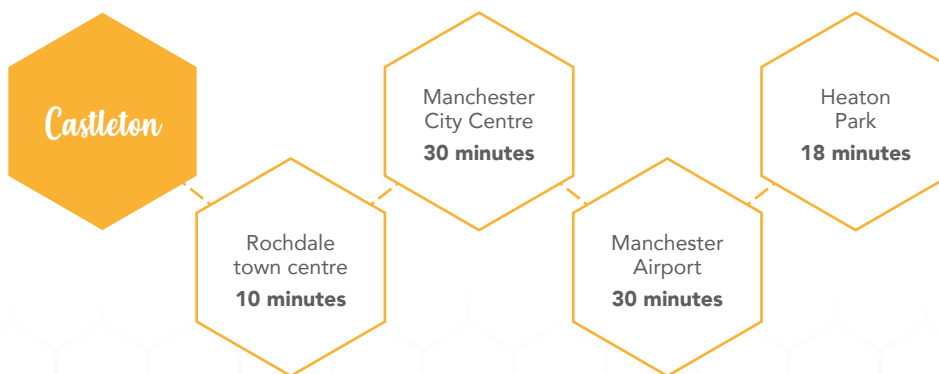 Castleton
Rochdale
town centre
10 minutes
Manchester
City Centre
30 minutes
Manchester
Airport
30 minutes
Heaton
Park
18 minutes